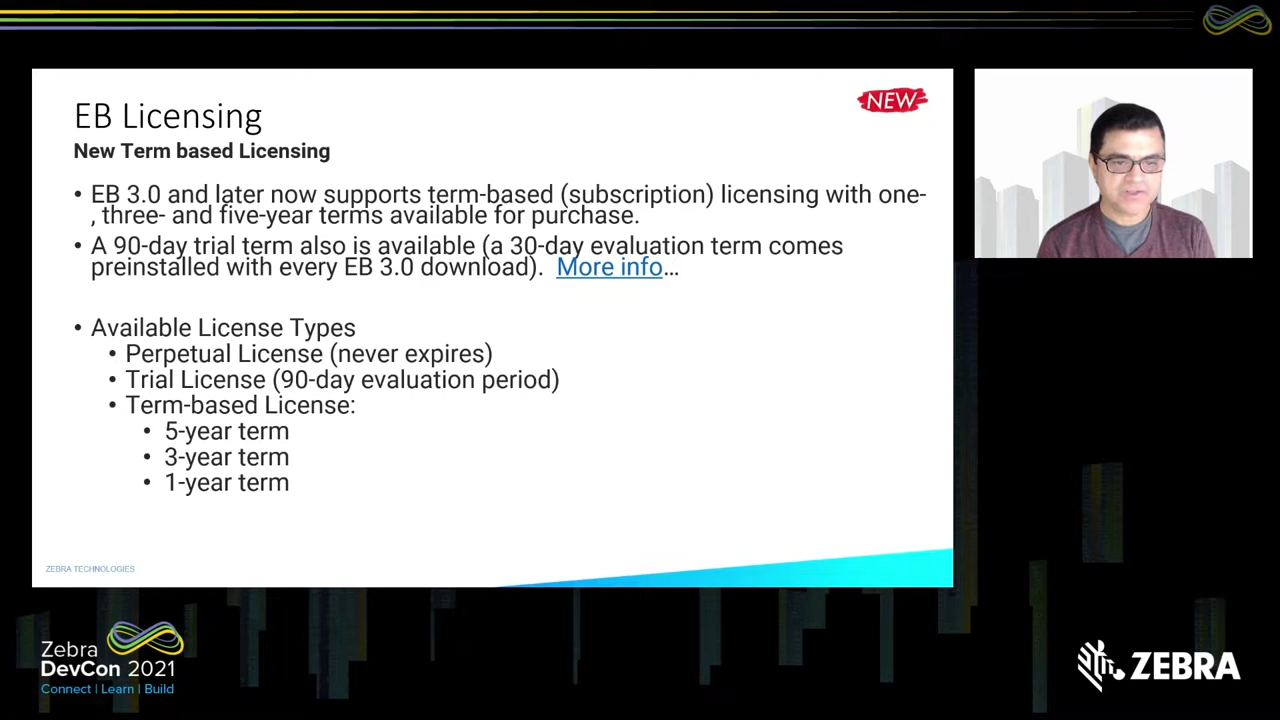 EB Licensing
NEW
New Term based Licensing
• EB 3.0 and later now supports term-based (subscription) licensing with one-
, three- and five-year terms available for purchase.
• A 90-day trial term also is available (a 30-day evaluation term comes
preinstalled with every EB 3.0 download).  More info…
• Available License Types
• Perpetual License (never expires)
• Trial License (90-day evaluation period)
• Term-based License:
• 5-year term
• 3-year term
• 1-year term
ZEBRA TECHNOLOGIES
Zebra
DevCon 2021
Connect | Learn | Build
ZEBRA